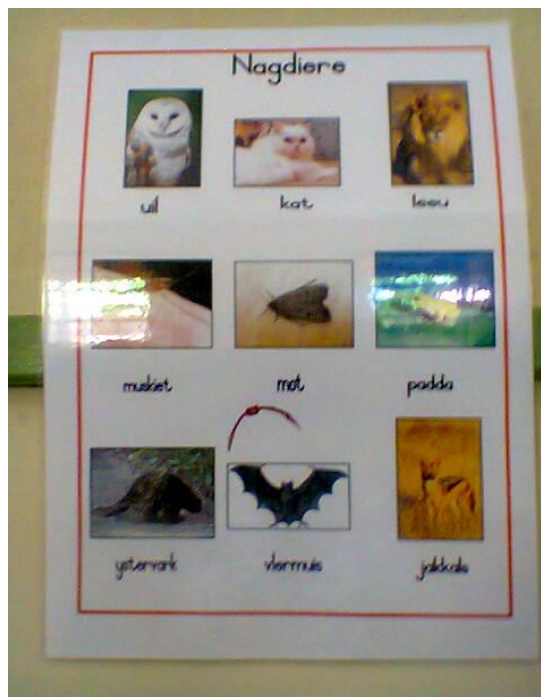 Nagdiere
uil kat leeu
muskiet mot padda
ystervark vlermuis jakkals